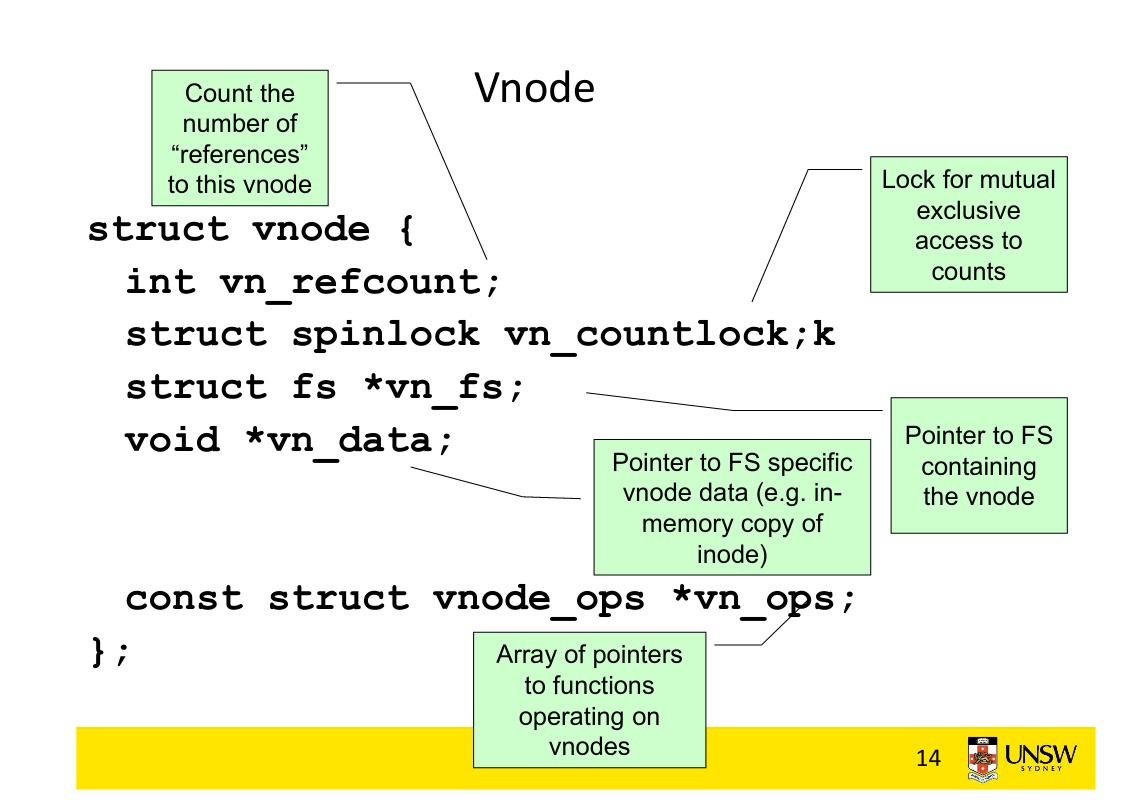 Vnode
Count the
number of
“references”
to this vnode
Lock for mutual
exclusive
access to
counts
struct vnode {
int vn_refcount;
struct spinlock vn_countlock;k
struct fs *vn_fs;
void *vn_data;
Pointer to FS
containing
the vnode
Pointer to FS specific
vnode data (e.g. in-
memory copy of
inode)
const struct vnode_ops *vn_ops;
};
Array of pointers
to functions
operating on
vnodes
14
UNSW
SYDNEY